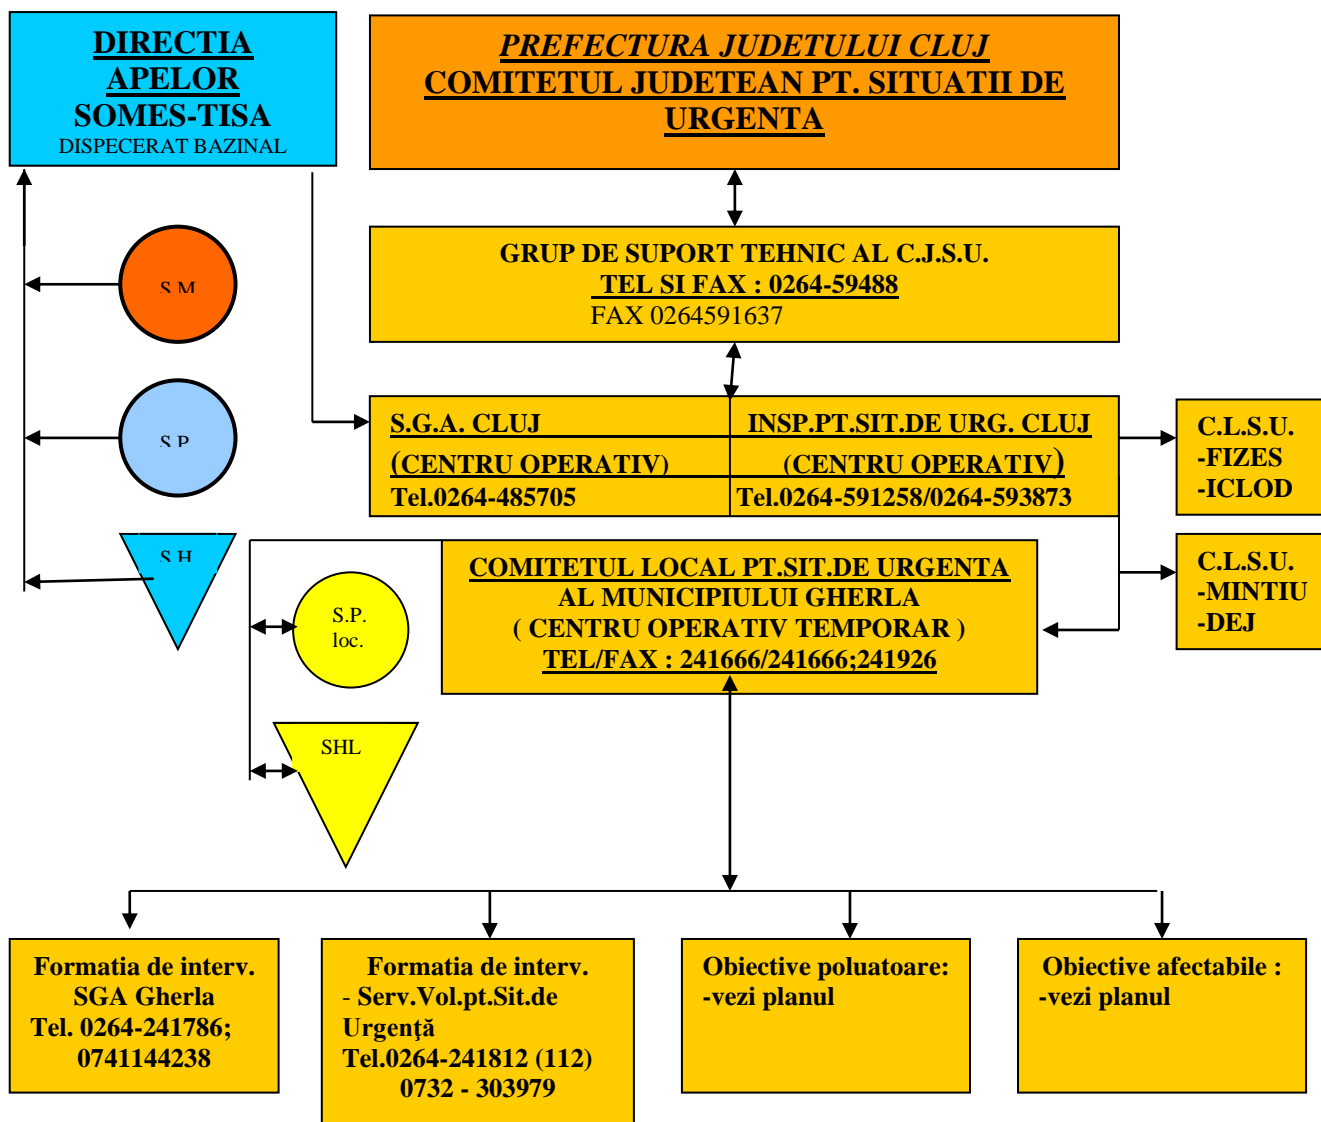 DIRECTIA
APELOR
SOMES-TISA
DISPECERAT BAZINAL
PREFECTURA JUDETULUI CLUJ
COMITETUL JUDETEAN PT. SITUATII DE
URGENTA
S.M
GRUP DE SUPORT TEHNIC AL C.J.S.U.
TEL SI FAX : 0264-59488
FAX 0264591637
S.P
S.G.A. CLUJ
(CENTRU OPERATIV)
Tel.0264-485705
INSP.PT.SIT.DE URG. CLUJ
(CENTRU OPERATIV)
Tel.0264-591258/0264-593873
C.L.S.U.
-FIZES
-ICLOD
S.H
S.P.
loc.
COMITETUL LOCAL PT.SIT.DE URGENTA
AL MUNICIPIULUI GHERLA
( CENTRU OPERATIV TEMPORAR )
TEL/FAX : 241666/241666;241926
C.L.S.U.
-MINTIU
-DEJ
SHL
Formatia de interv.
SGA Gherla
Tel. 0264-241786;
0741144238
Formatia de interv.
- Serv.Vol.pt.Sit.de
Urgenţă
Tel.0264-241812 (112)
0732 - 303979
Obiective poluatoare:
-vezi planul
Obiective afectabile :
-vezi planul